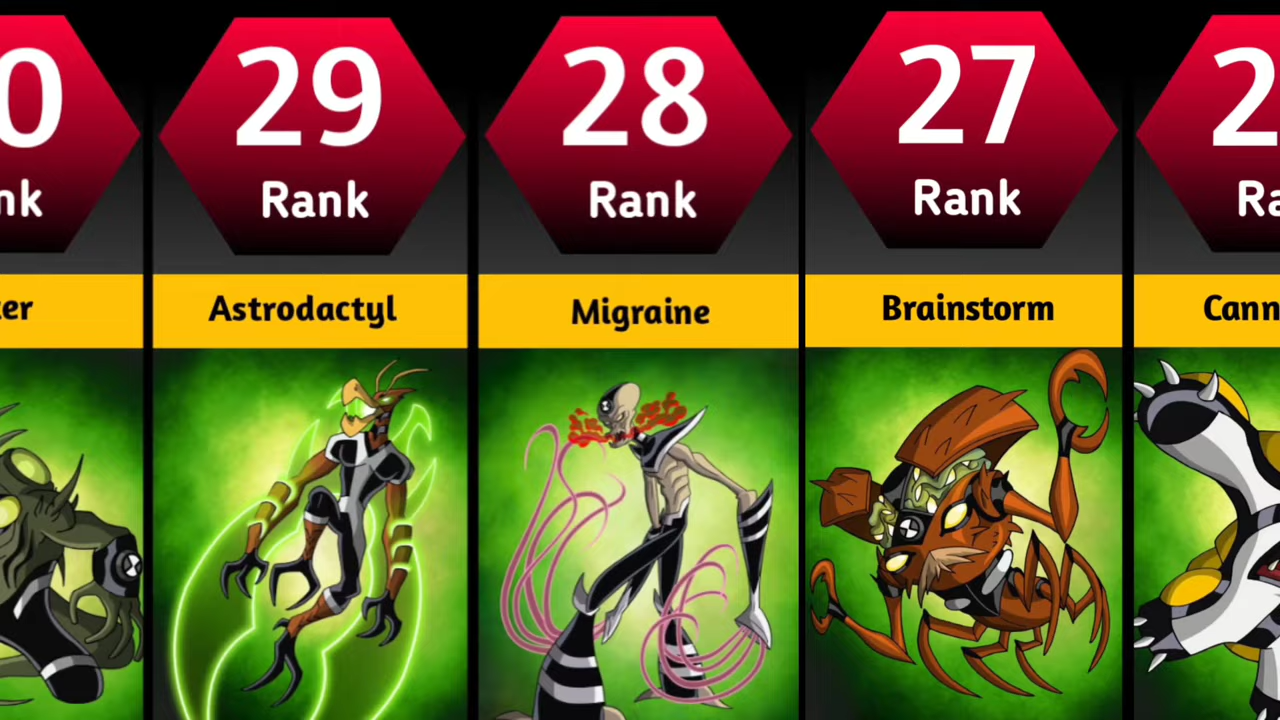 0
nk
er
29
Rank
Astrodactyl
28
Rank
Migraine
27
Rank
Brainstorm
2
Ra
Cann